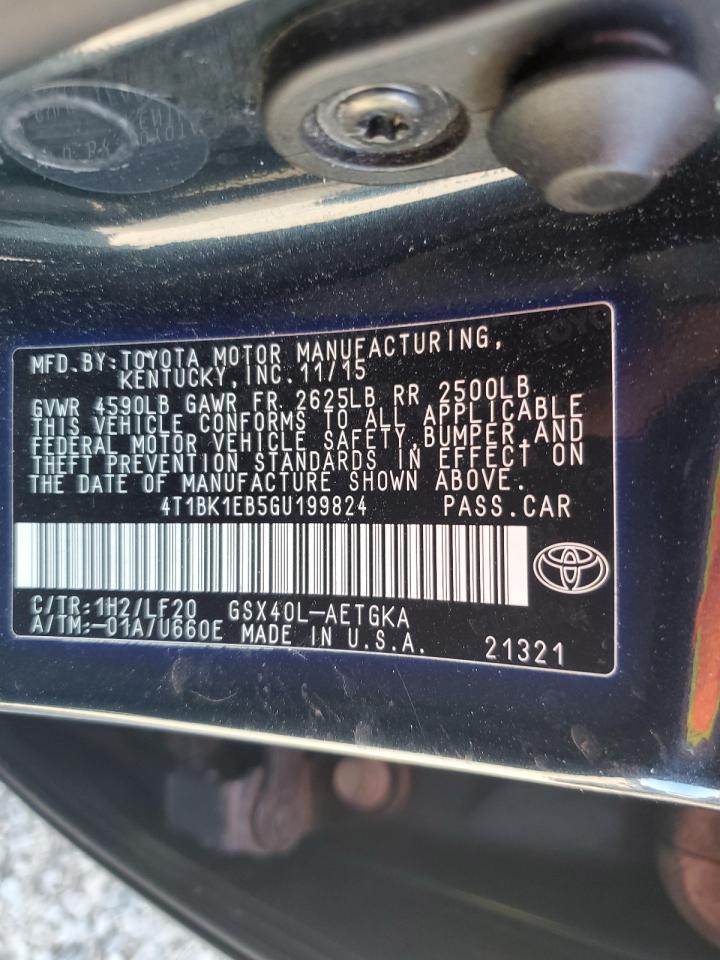 MFD.BY:TOYOTA MOTOR MANUFACTURING,
KENTUCKY,INC.11/15
GVWR 4590LB GAWR FR 2625LB RR 2500LB
THIS VEHICLE CONFORMS TO ALL APPLICABLE
FEDERAL MOTOR VEHICLE SAFETY,BUMPER,AND
THEFT PREVENTION STANDARDS IN EFFECT ON
THE DATE OF MANUFACTURE SHOWN ABOVE.
4T1BK1EB5GU199824 PASS.CAR
C/TR:1H2/LF20 GSX40L-AETGKA
A/TM:-01A/U660E MADE IN U.S.A. 21321